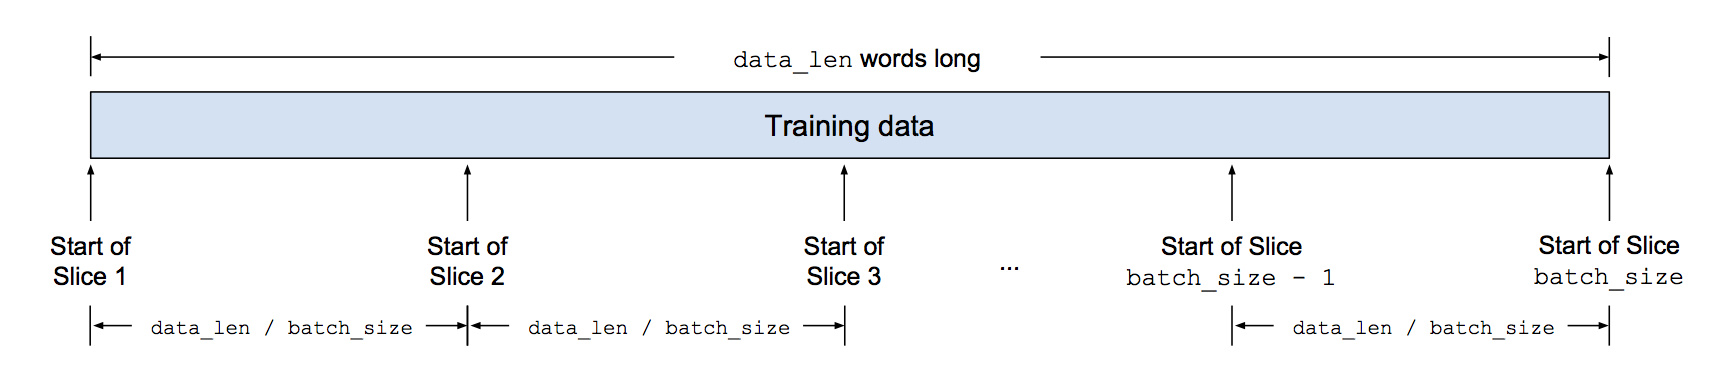 data_len words long
Training data
Start of
Slice 1
Start of
Slice 2
Start of
Slice 3
...
Start of Slice
batch_size - 1
Start of Slice
batch_size
data_len / batch_size
data_len / batch_size
data_len / batch_size